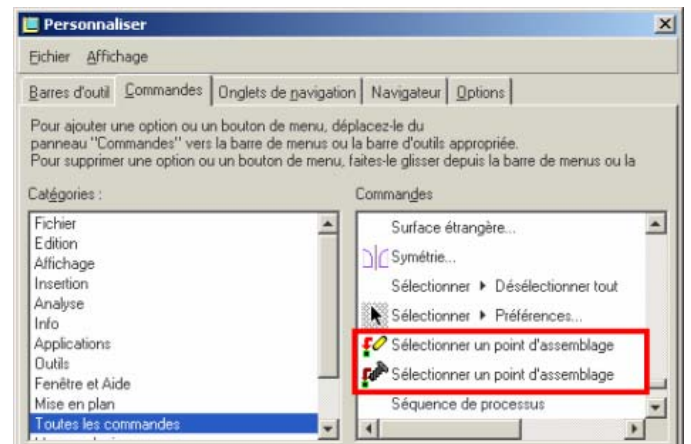 Personnaliser
Fichier Affichage
Barres d'outil Commandes Onglets de navigation Navigateur Options
Pour ajouter une option ou un bouton de menu, déplacez-le du
panneau "Commandes" vers la barre de menus ou la barre d'outils appropriée.
Pour supprimer une option ou un bouton de menu, faites-le glisser depuis la barre de menus ou la
Catégories :
Fichier
Edition
Affichage
Insertion
Analyse
Info
Applications
Outils
Fenêtre et Aide
Mise en plan
Toutes les commandes
Commandes
Surface étrangère...
Symétrie...
Sélectionner ▶ Désélectionner tout
Sélectionner ▶ Préférences...
Sélectionner un point d'assemblage
Sélectionner un point d'assemblage
Séquence de processus